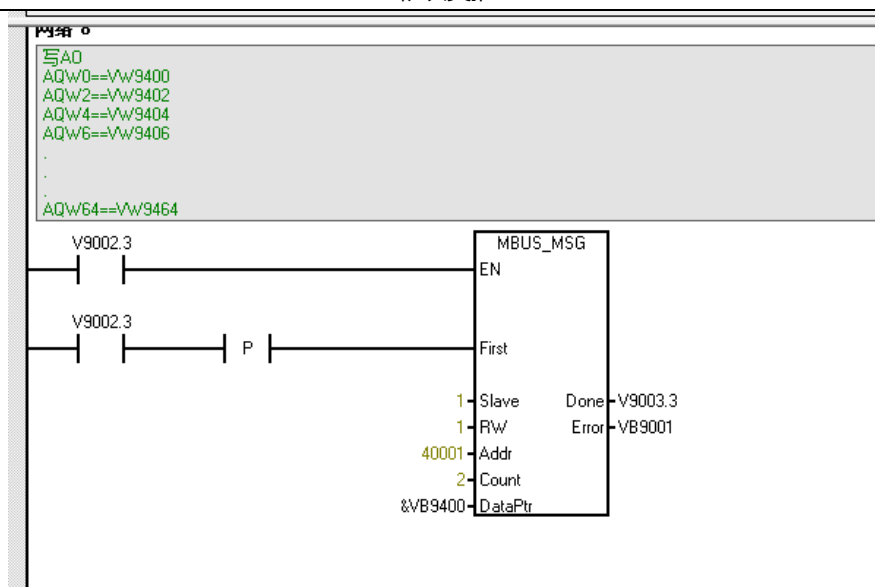 网络 8
写AO
AQW0==VW9400
AQW2==VW9402
AQW4==VW9404
AQW6==VW9406
.
.
.
AQW64==VW9464
V9002.3
MBUS_MSG
EN
V9002.3
P
First
1 Slave Done V9003.3
1 RW Error VB9001
40001 Addr
2 Count
&VB9400 DataPtr